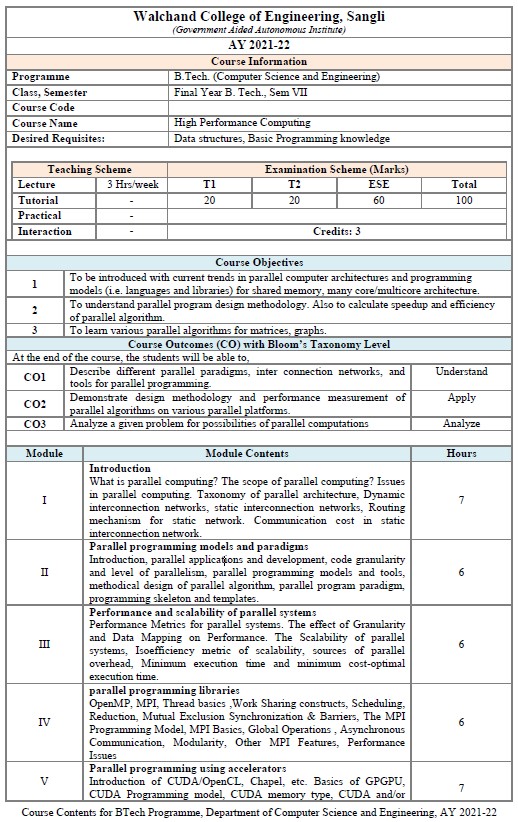 Walchand College of Engineering, Sangli
(Government Aided Autonomous Institute)
AY 2021-22
Course Information
Programme B.Tech. (Computer Science and Engineering)
Class, Semester Final Year B. Tech., Sem VII
Course Code
Course Name High Performance Computing
Desired Requisites: Data structures, Basic Programming knowledge
Teaching Scheme Examination Scheme (Marks)
Lecture 3 Hrs/week T1 T2 ESE Total
Tutorial - 20 20 60 100
Practical -
Interaction - Credits: 3
Course Objectives
1 To be introduced with current trends in parallel computer architectures and programming
models (i.e. languages and libraries) for shared memory, many core/multicore architecture.
2 To understand parallel program design methodology. Also to calculate speedup and efficiency
of parallel algorithm.
3 To learn various parallel algorithms for matrices, graphs.
Course Outcomes (CO) with Bloom's Taxonomy Level
At the end of the course, the students will be able to,
CO1 Describe different parallel paradigms, inter connection networks, and Understand
tools for parallel programming.
CO2 Demonstrate design methodology and performance measurement of Apply
parallel algorithms on various parallel platforms.
CO3 Analyze a given problem for possibilities of parallel computations Analyze
Module Module Contents Hours
Introduction
What is parallel computing? The scope of parallel computing? Issues
in parallel computing. Taxonomy of parallel architecture, Dynamic
I interconnection networks, static interconnection networks, Routing 7
mechanism for static network. Communication cost in static
interconnection network.
Parallel programming models and paradigms
Introduction, parallel applications and development, code granularity
II and level of parallelism, parallel programming models and tools, 6
methodical design of parallel algorithm, parallel program paradigm,
programming skeleton and templates.
Performance and scalability of parallel systems
Performance Metrics for parallel systems. The effect of Granularity
and Data Mapping on Performance. The Scalability of parallel
III systems, Isoefficiency metric of scalability, sources of parallel 6
overhead, Minimum execution time and minimum cost-optimal
execution time.
parallel programming libraries
OpenMP, MPI, Thread basics ,Work Sharing constructs, Scheduling,
Reduction, Mutual Exclusion Synchronization & Barriers, The MPI
IV Programming Model, MPI Basics, Global Operations , Asynchronous 6
Communication, Modularity, Other MPI Features, Performance
Issues
Parallel programming using accelerators
V Introduction of CUDA/OpenCL, Chapel, etc. Basics of GPGPU, 7
CUDA Programming model, CUDA memory type, CUDA and/or
Course Contents for BTech Programme, Department of Computer Science and Engineering, AY 2021-22